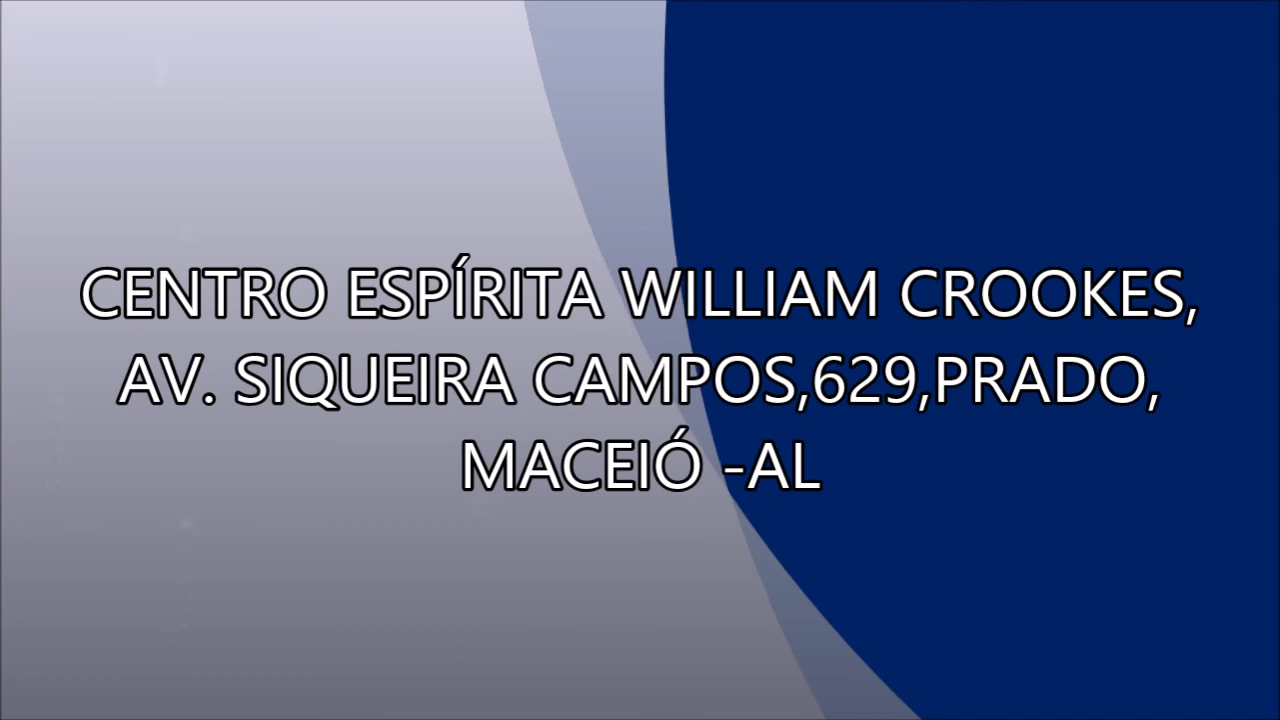 CENTRO ESPÍRITA WILLIAM CROOKES,
AV. SIQUEIRA CAMPOS,629,PRADO,
MACEIÓ -AL